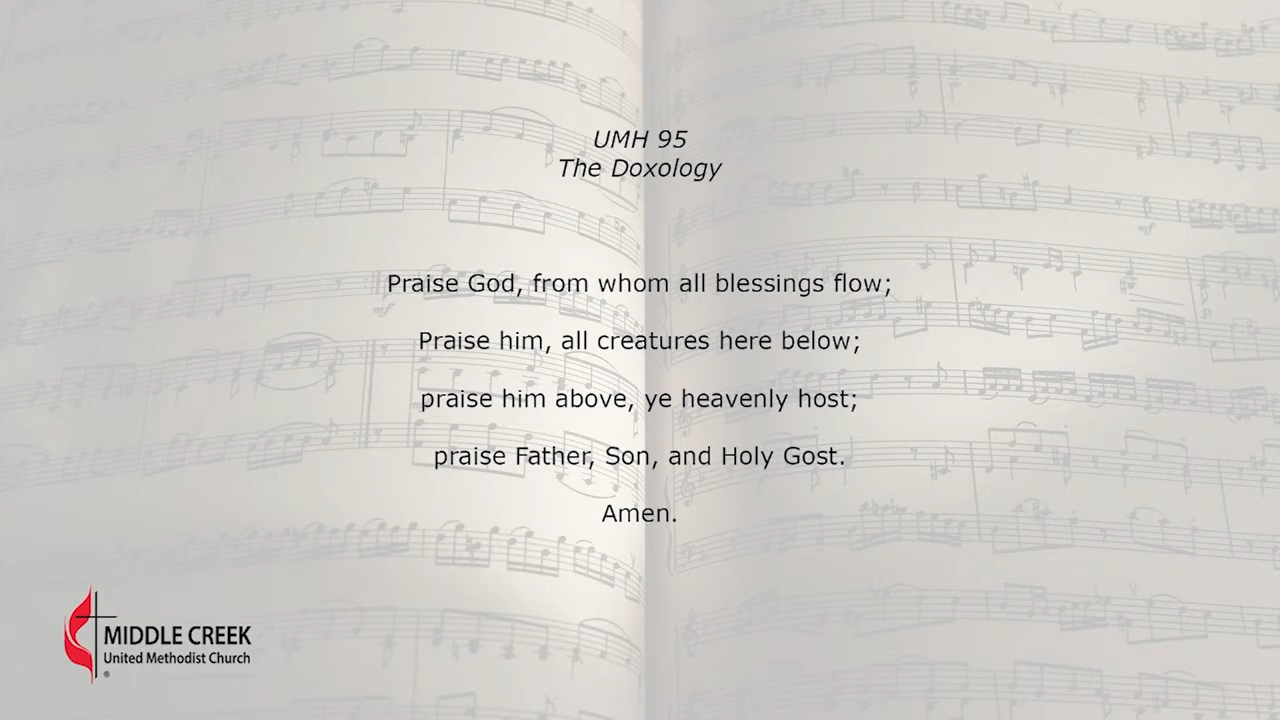 UMH 95
The Doxology
Praise God, from whom all blessings flow;
Praise him, all creatures here below;
praise him above, ye heavenly host;
praise Father, Son, and Holy Gost.
Amen.
MIDDLE CREEK
United Methodist Church
®